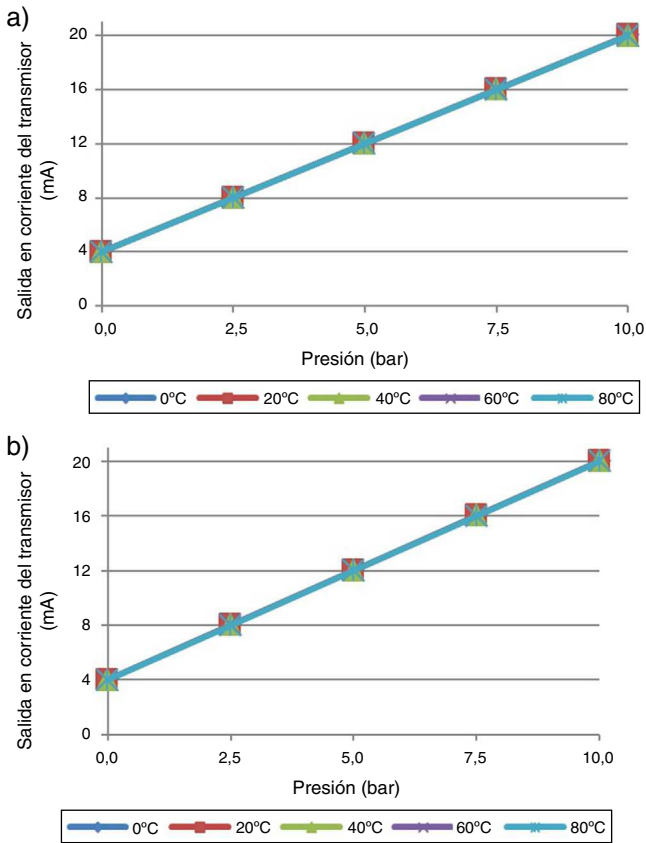 a)
Salida en corriente del transmisor
(mA)
20
16
12
8
4
0
0,0 2,5 5,0 7,5 10,0
Presión (bar)
0ºC 20ºC 40ºC 60ºC 80ºC
b)
Salida en corriente del transmisor
(mA)
20
16
12
8
4
0
0,0 2,5 5,0 7,5 10,0
Presión (bar)
0ºC 20ºC 40ºC 60ºC 80ºC